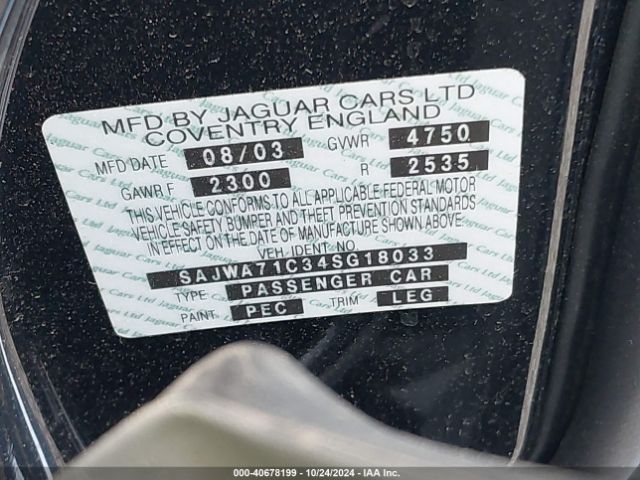 MFD BY JAGUAR CARS LTD
COVENTRY ENGLAND
MFD DATE 08/03 GVWR 4750
GAWR F 2300 R 2535
THIS VEHICLE CONFORMS TO ALL APPLICABLE FEDERAL MOTOR
VEHICLE SAFETY BUMPER AND THEFT PREVENTION STANDARDS
IN EFFECT ON THE DATE OF MANUFACTURE SHOWN ABOVE
VEH. IDENT NO.
SAJWA71C34SG18033
TYPE PASSENGER CAR
PAINT PEC TRIM LEG
000-40678199 - 10/24/2024 - IAA Inc.